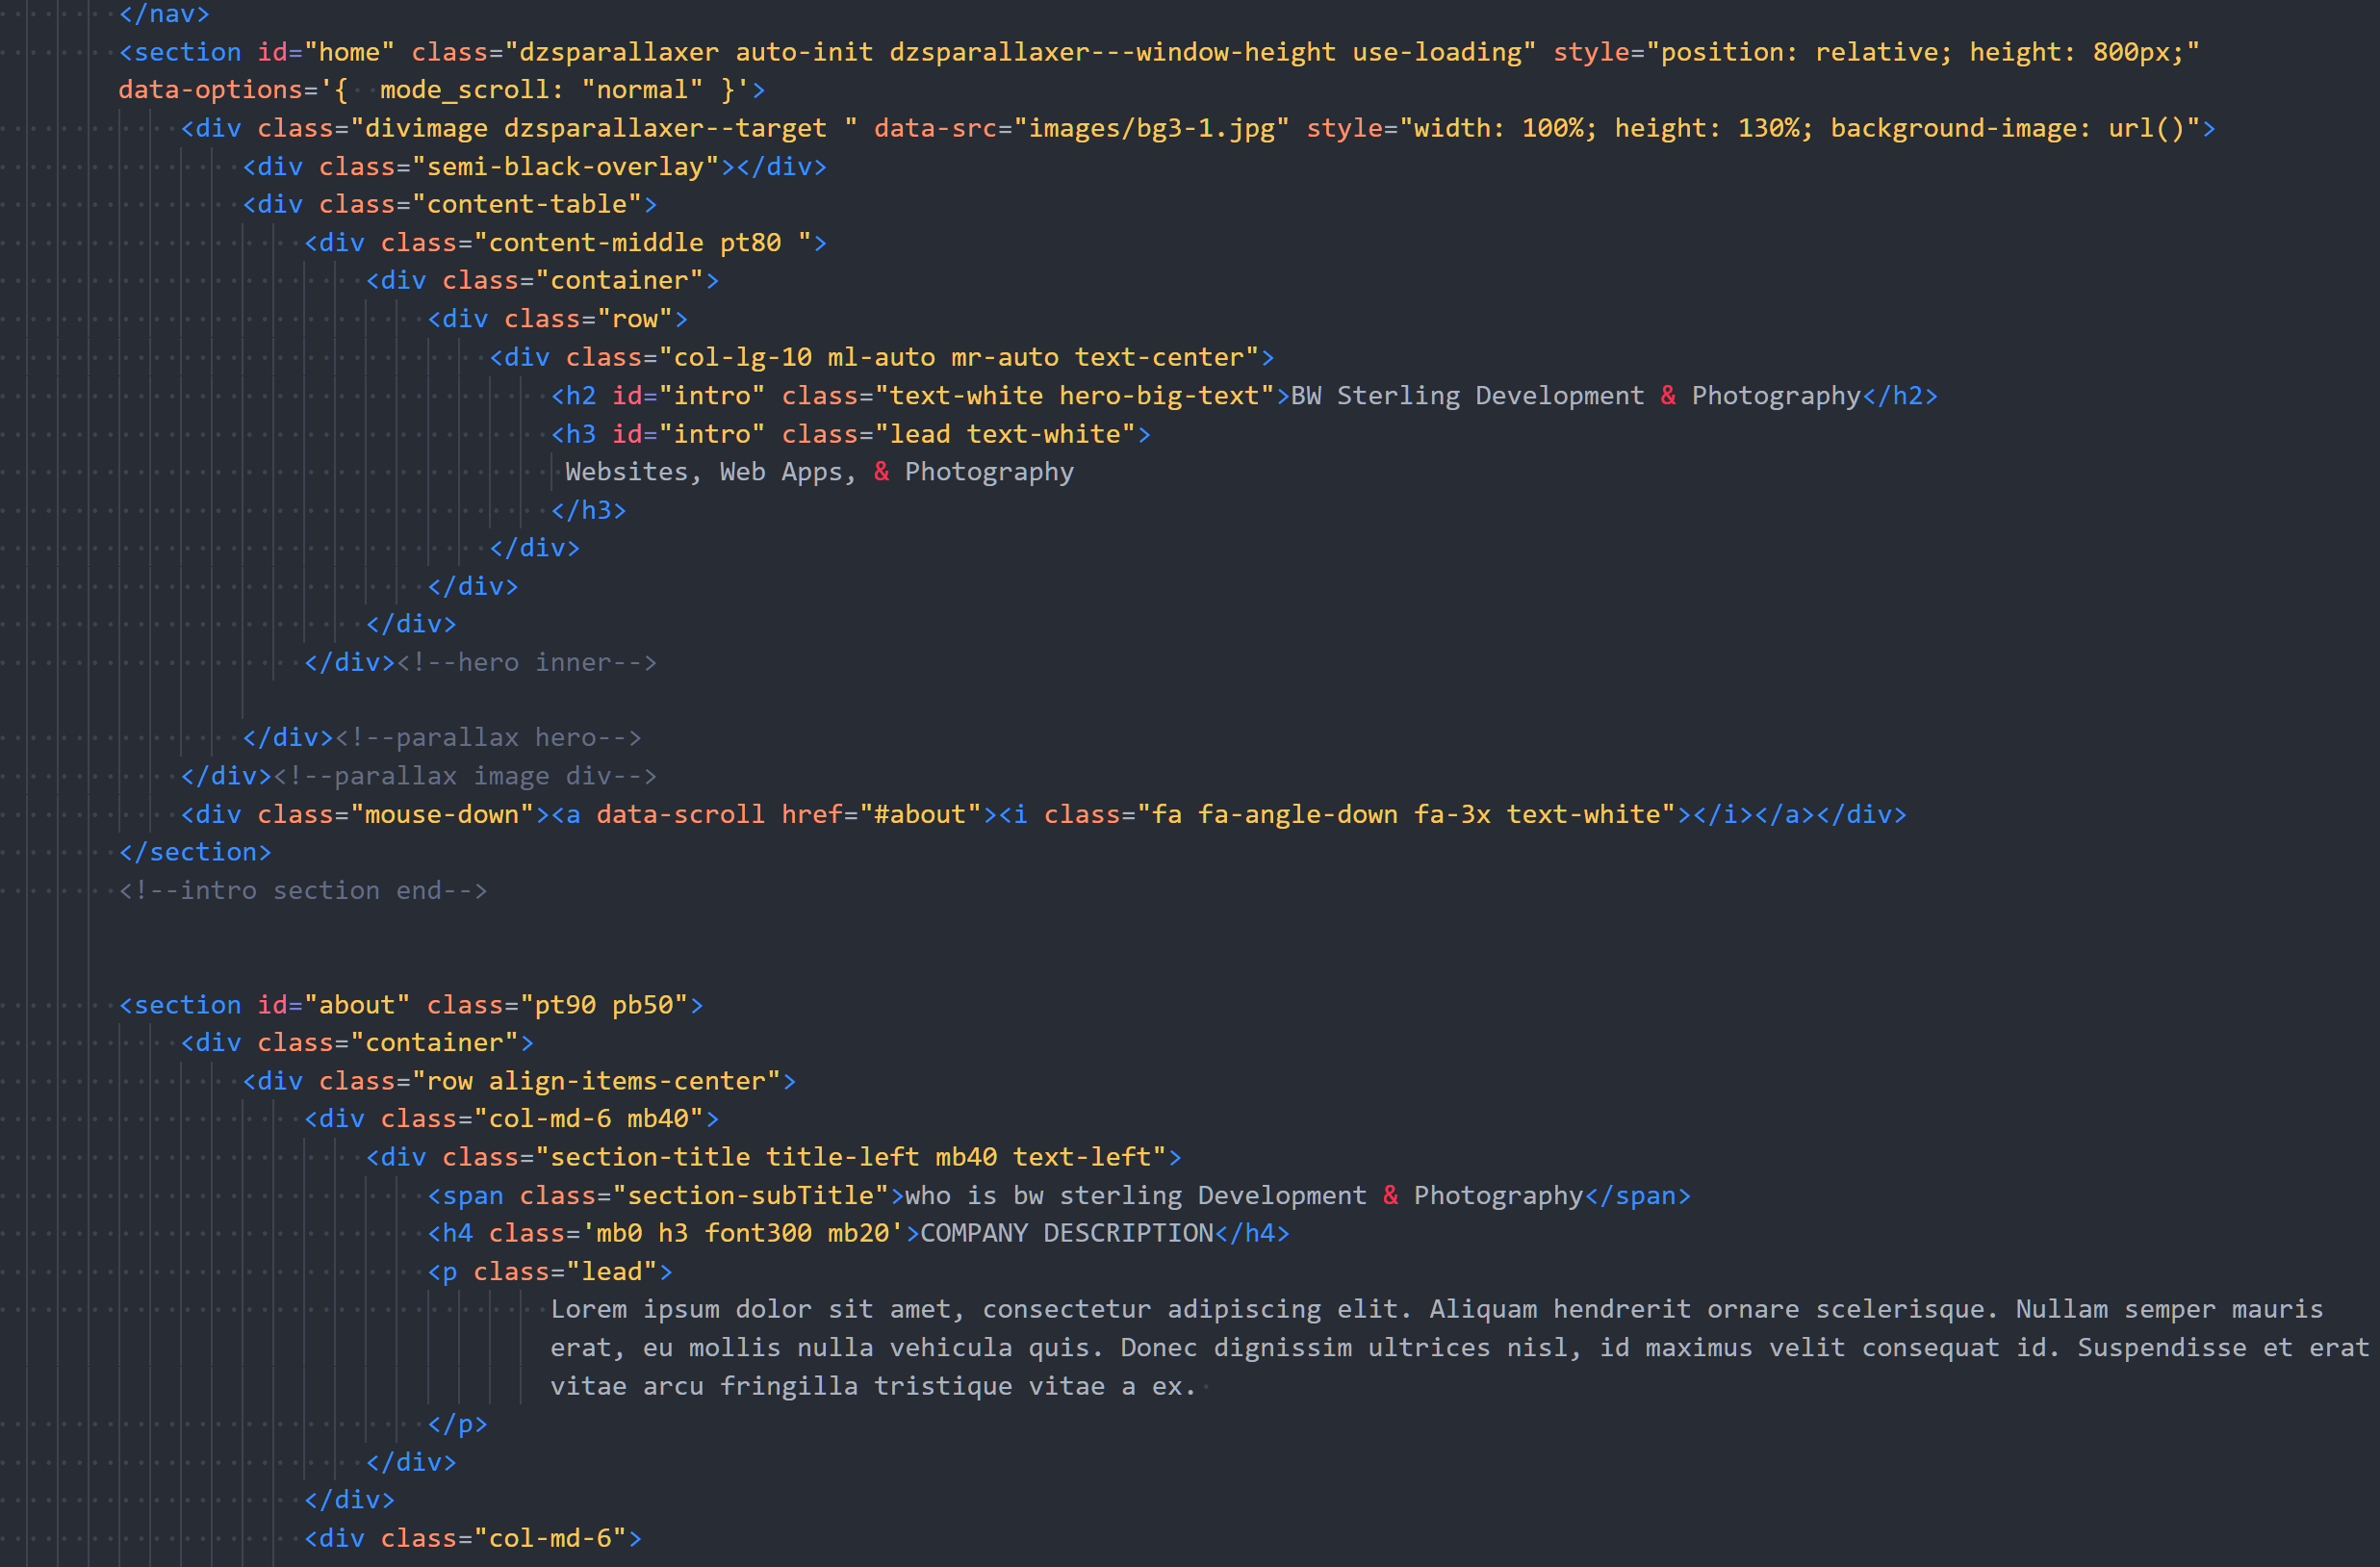 </nav>
<section id="home" class="dzsparallaxer auto-init dzsparallaxer---window-height use-loading" style="position: relative; height: 800px;"
data-options='{  mode_scroll: "normal" }'>
<div class="divimage dzsparallaxer--target " data-src="images/bg3-1.jpg" style="width: 100%; height: 130%; background-image: url()">
<div class="semi-black-overlay"></div>
<div class="content-table">
<div class="content-middle pt80 ">
<div class="container">
<div class="row">
<div class="col-lg-10 ml-auto mr-auto text-center">
<h2 id="intro" class="text-white hero-big-text">BW Sterling Development & Photography</h2>
<h3 id="intro" class="lead text-white">
Websites, Web Apps, & Photography
</h3>
</div>
</div>
</div>
</div><!--hero inner-->
</div><!--parallax hero-->
</div><!--parallax image div-->
<div class="mouse-down"><a data-scroll href="#about"><i class="fa fa-angle-down fa-3x text-white"></i></a></div>
</section>
<!--intro section end-->
<section id="about" class="pt90 pb50">
<div class="container">
<div class="row align-items-center">
<div class="col-md-6 mb40">
<div class="section-title title-left mb40 text-left">
<span class="section-subTitle">who is bw sterling Development & Photography</span>
<h4 class='mb0 h3 font300 mb20'>COMPANY DESCRIPTION</h4>
<p class="lead">
Lorem ipsum dolor sit amet, consectetur adipiscing elit. Aliquam hendrerit ornare scelerisque. Nullam semper mauris
erat, eu mollis nulla vehicula quis. Donec dignissim ultrices nisl, id maximus velit consequat id. Suspendisse et erat
vitae arcu fringilla tristique vitae a ex.
</p>
</div>
</div>
<div class="col-md-6">